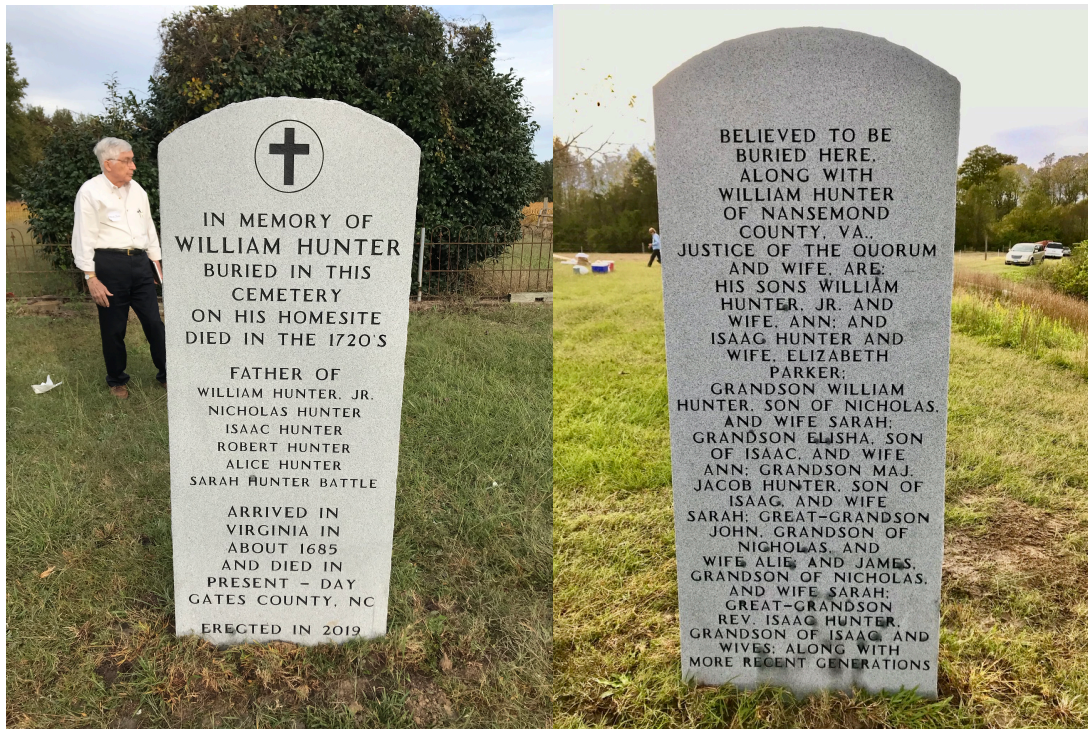 IN MEMORY OF
WILLIAM HUNTER
BURIED IN THIS
CEMETERY
ON HIS HOMESITE
DIED IN THE 1720'S
FATHER OF
WILLIAM HUNTER, JR.
NICHOLAS HUNTER
ISAAC HUNTER
ROBERT HUNTER
ALICE HUNTER
SARAH HUNTER BATTLE
ARRIVED IN
VIRGINIA IN
ABOUT 1685
AND DIED IN
PRESENT - DAY
GATES COUNTY, NC
ERECTED IN 2019
BELIEVED TO BE
BURIED HERE,
ALONG WITH
WILLIAM HUNTER
OF NANSEMOND
COUNTY, VA.,
JUSTICE OF THE QUORUM
AND WIFE, ARE:
HIS SONS WILLIAM
HUNTER, JR. AND
WIFE, ANN; AND
ISAAC HUNTER AND
WIFE, ELIZABETH
PARKER;
GRANDSON WILLIAM
HUNTER, SON OF NICHOLAS,
AND WIFE SARAH;
GRANDSON ELISHA, SON
OF ISAAC, AND WIFE
ANN; GRANDSON MAJ.
JACOB HUNTER, SON OF
ISAAC, AND WIFE
SARAH; GREAT-GRANDSON
JOHN, GRANDSON OF
NICHOLAS, AND
WIFE ALIE; AND JAMES,
GRANDSON OF NICHOLAS,
AND WIFE SARAH;
GREAT-GRANDSON
REV. ISAAC HUNTER,
GRANDSON OF ISAAC AND
WIVES; ALONG WITH
MORE RECENT GENERATIONS